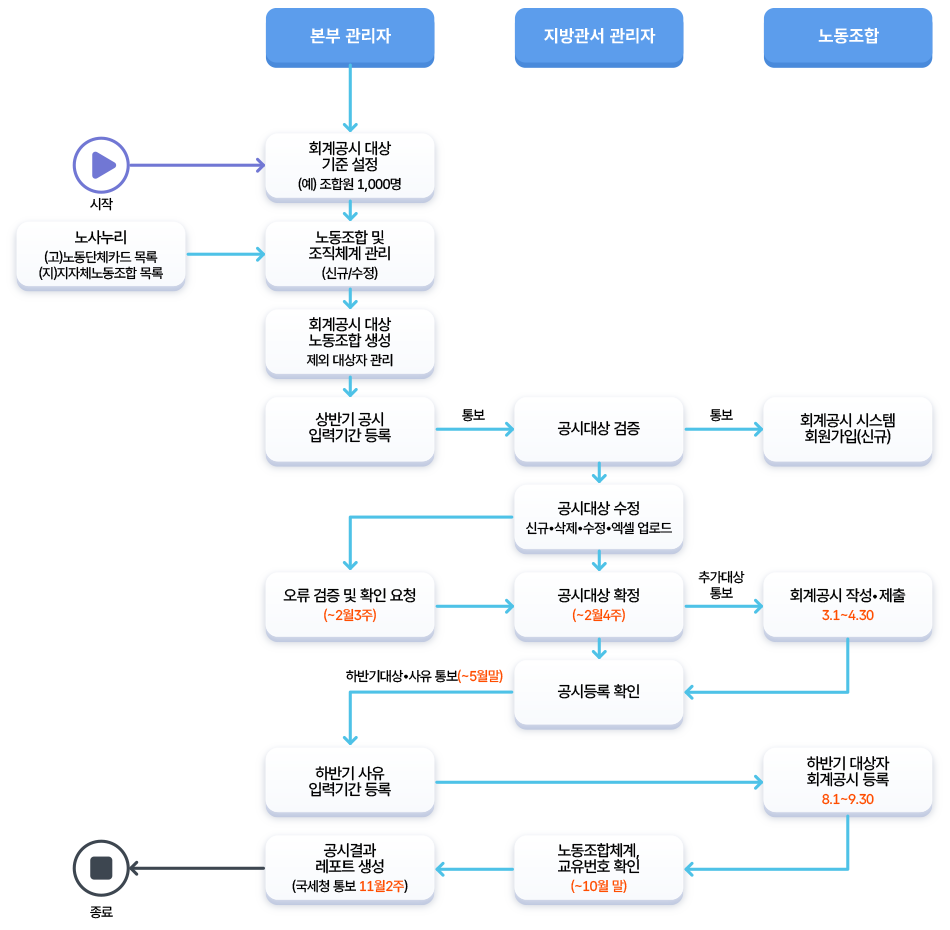 본부 관리자
지방관서 관리자
노동조합
시작
회계공시 대상
기준 설정
(예) 조합원 1,000명
노사누리
(고)노동단체카드 목록
(지)지자체노동조합 목록
노동조합 및
조직체계 관리
(신규/수정)
회계공시 대상
노동조합 생성
제외 대상자 관리
상반기 공시
입력기간 등록
통보
공시대상 검증
통보
회계공시 시스템
회원가입(신규)
공시대상 수정
신규•삭제•수정•엑셀 업로드
오류 검증 및 확인 요청
(~2월3주)
공시대상 확정
(~2월4주)
추가대상
통보
회계공시 작성•제출
3.1~4.30
하반기대상•사유 통보(~5월말)
공시등록 확인
하반기 사유
입력기간 등록
하반기 대상자
회계공시 등록
8.1~9.30
종료
공시결과
레포트 생성
(국세청 통보 11월2주)
노동조합체계,
교유번호 확인
(~10월 말)